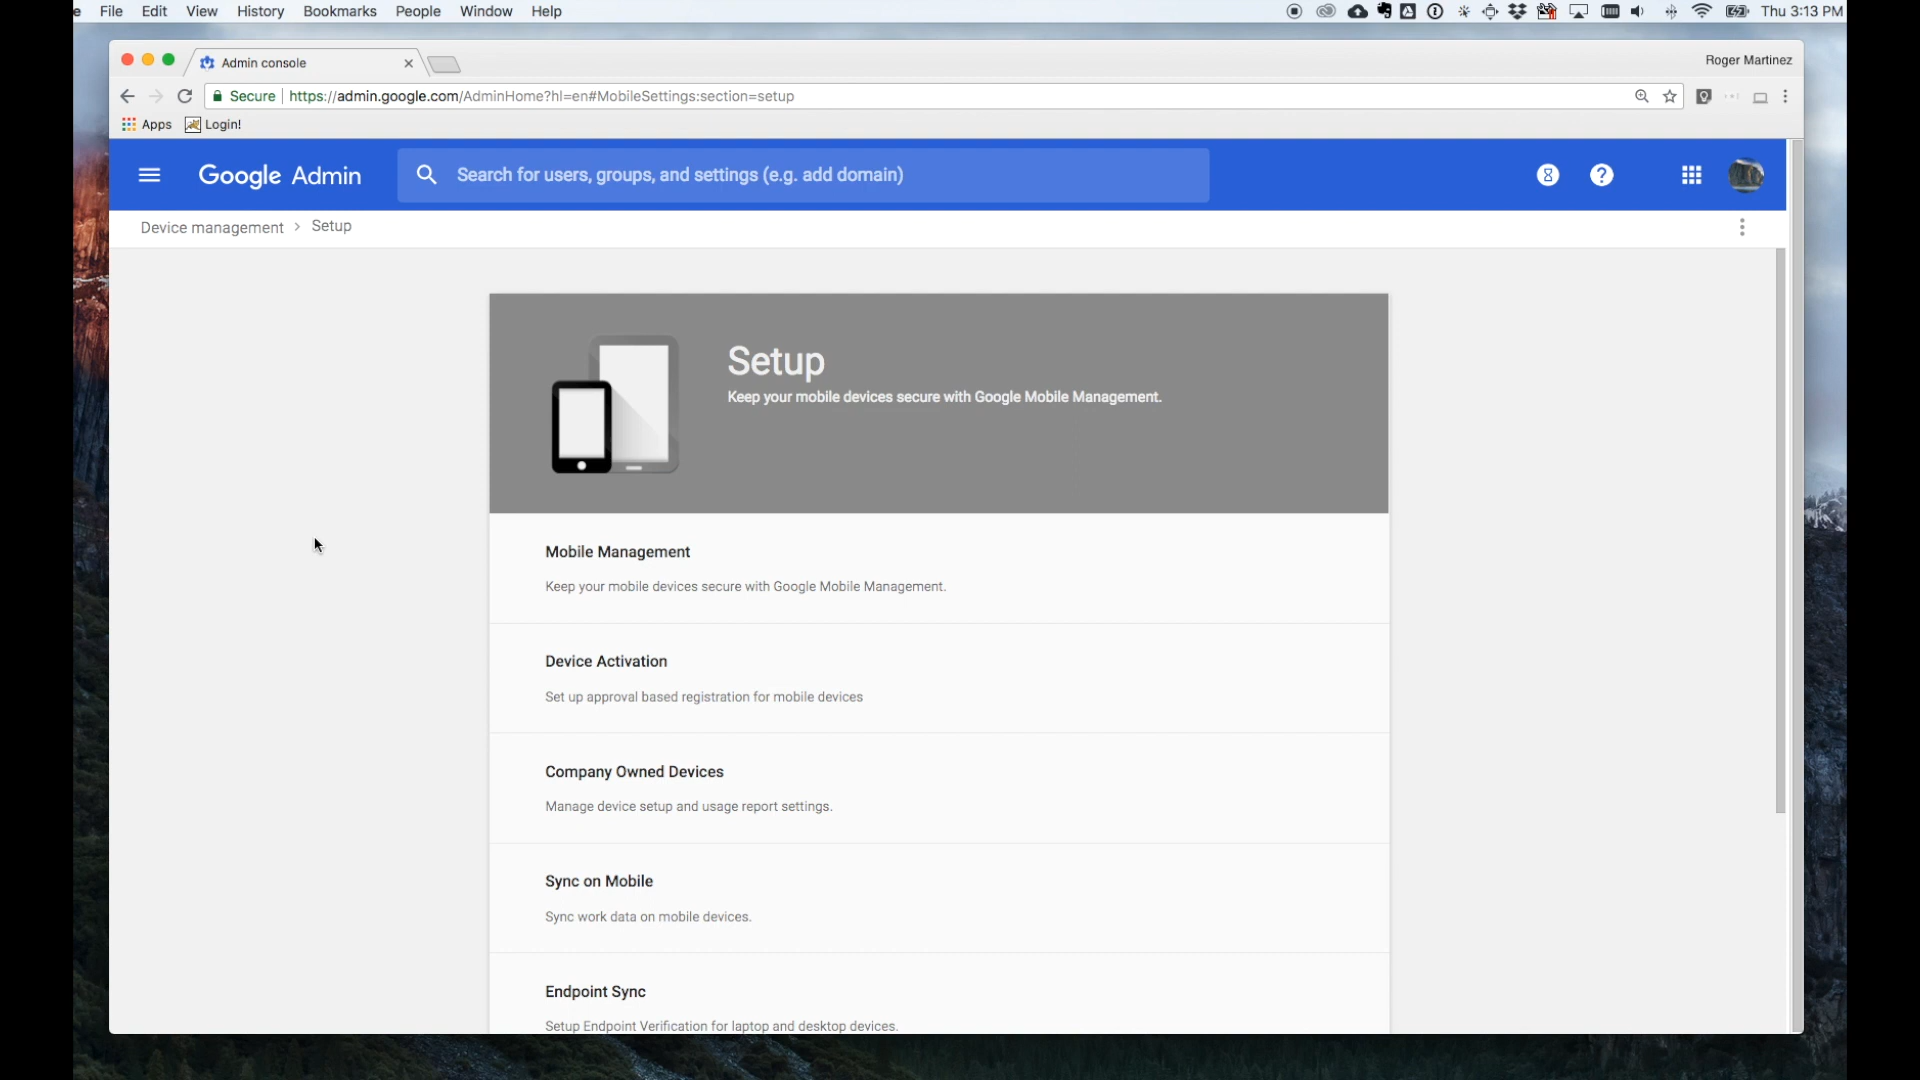 File Edit View History Bookmarks People Window Help Thu 3:13 PM
Admin console Roger Martinez
Secure https://admin.google.com/AdminHome?hl=en#MobileSettings:section=setup
Apps Login!
Google Admin Search for users, groups, and settings (e.g. add domain)
Device management > Setup
Setup
Keep your mobile devices secure with Google Mobile Management.
Mobile Management
Keep your mobile devices secure with Google Mobile Management.
Device Activation
Set up approval based registration for mobile devices
Company Owned Devices
Manage device setup and usage report settings.
Sync on Mobile
Sync work data on mobile devices.
Endpoint Sync
Setup Endpoint Verification for laptop and desktop devices.